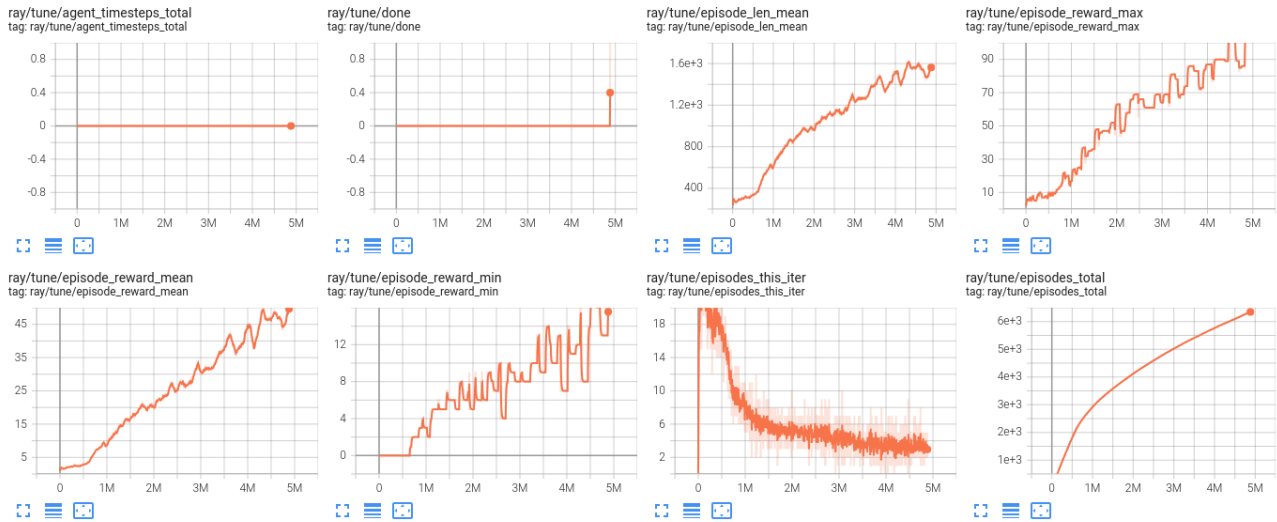 ray/tune/agent_timesteps_total
tag: ray/tune/agent_timesteps_total
0.8
0.4
0
-0.4
-0.8
0 1M 2M 3M 4M 5M
ray/tune/done
tag: ray/tune/done
0.8
0.4
0
-0.4
-0.8
0 1M 2M 3M 4M 5M
ray/tune/episode_len_mean
tag: ray/tune/episode_len_mean
1.6e+3
1.2e+3
800
400
0 1M 2M 3M 4M 5M
ray/tune/episode_reward_max
tag: ray/tune/episode_reward_max
90
70
50
30
10
0 1M 2M 3M 4M 5M
ray/tune/episode_reward_mean
tag: ray/tune/episode_reward_mean
45
35
25
15
5
0 1M 2M 3M 4M 5M
ray/tune/episode_reward_min
tag: ray/tune/episode_reward_min
12
8
4
0
0 1M 2M 3M 4M 5M
ray/tune/episodes_this_iter
tag: ray/tune/episodes_this_iter
18
14
10
6
2
0 1M 2M 3M 4M 5M
ray/tune/episodes_total
tag: ray/tune/episodes_total
6e+3
5e+3
4e+3
3e+3
2e+3
1e+3
0 1M 2M 3M 4M 5M